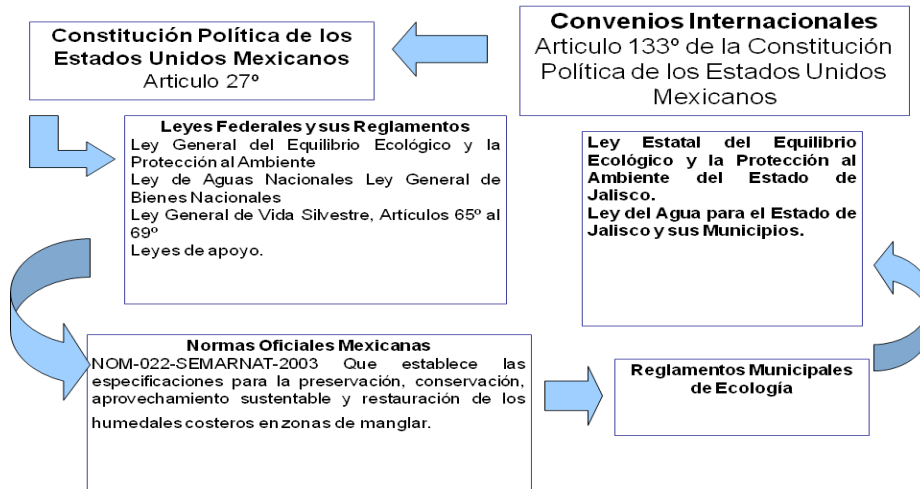 Constitución Política de los
Estados Unidos Mexicanos
Articulo 27º
Convenios Internacionales
Articulo 133º de la Constitución
Política de los Estados Unidos
Mexicanos
Leyes Federales y sus Reglamentos
Ley General del Equilibrio Ecológico y la
Protección al Ambiente
Ley de Aguas Nacionales Ley General de
Bienes Nacionales
Ley General de Vida Silvestre, Artículos 65º al
69º
Leyes de apoyo.
Ley Estatal del Equilibrio
Ecológico y la Protección al
Ambiente del Estado de
Jalisco.
Ley del Agua para el Estado de
Jalisco y sus Municipios.
Normas Oficiales Mexicanas
NOM-022-SEMARNAT-2003 Que establece las
especificaciones para la preservación, conservación,
aprovechamiento sustentable y restauración de los
humedales costeros en zonas de manglar.
Reglamentos Municipales
de Ecología